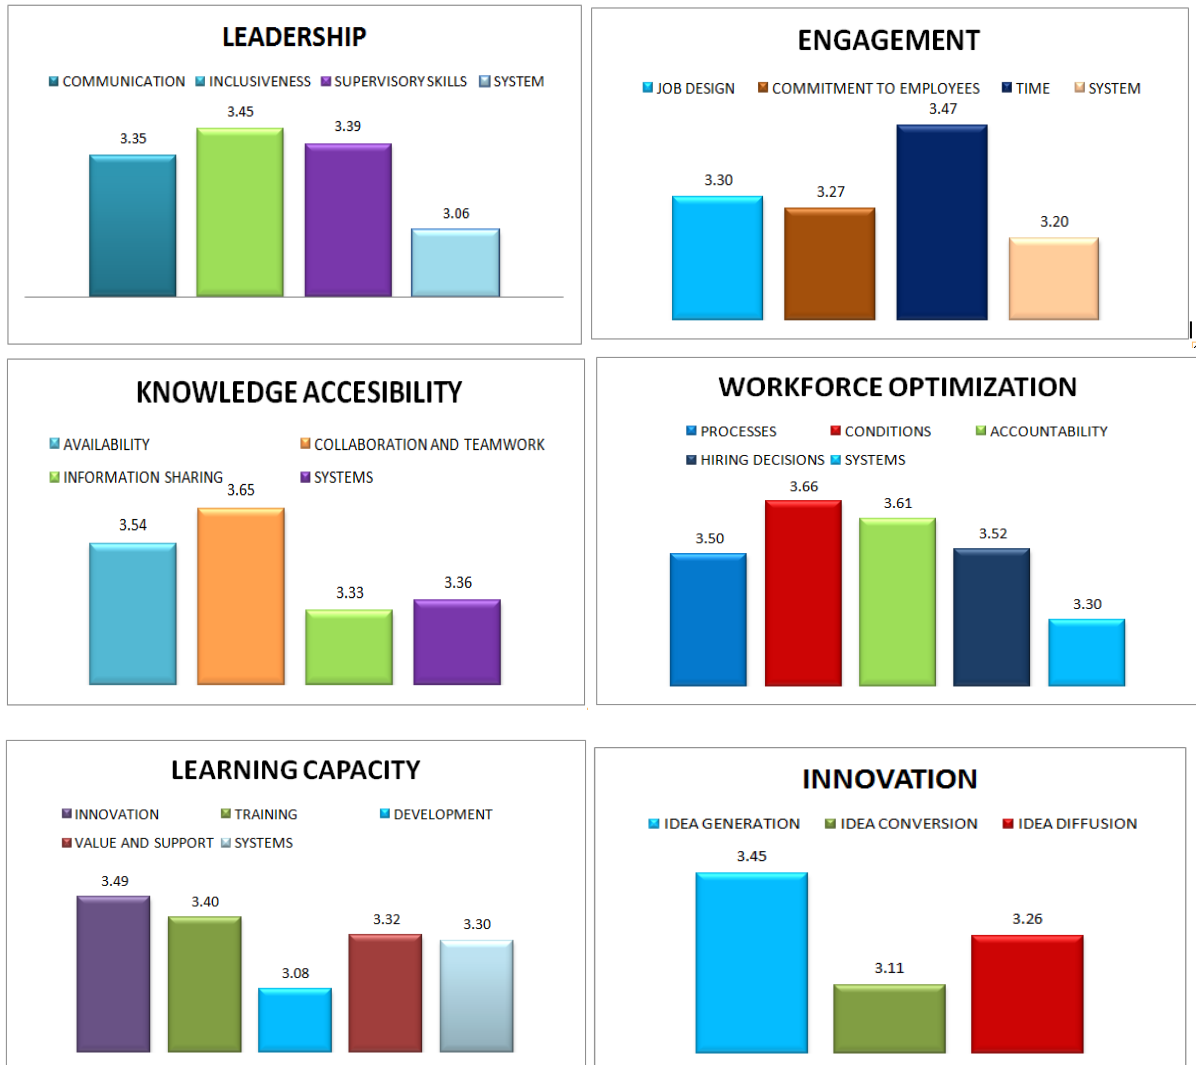 LEADERSHIP
COMMUNICATION INCLUSIVENESS SUPERVISORY SKILLS SYSTEM
3.35
3.45
3.39
3.06
ENGAGEMENT
JOB DESIGN COMMITMENT TO EMPLOYEES TIME SYSTEM
3.30
3.27
3.47
3.20
KNOWLEDGE ACCESIBILITY
AVAILABILITY COLLABORATION AND TEAMWORK
INFORMATION SHARING SYSTEMS
3.54
3.65
3.33
3.36
WORKFORCE OPTIMIZATION
PROCESSES CONDITIONS ACCOUNTABILITY
HIRING DECISIONS SYSTEMS
3.50
3.66
3.61
3.52
3.30
LEARNING CAPACITY
INNOVATION TRAINING DEVELOPMENT
VALUE AND SUPPORT SYSTEMS
3.49
3.40
3.08
3.32
3.30
INNOVATION
IDEA GENERATION IDEA CONVERSION IDEA DIFFUSION
3.45
3.11
3.26